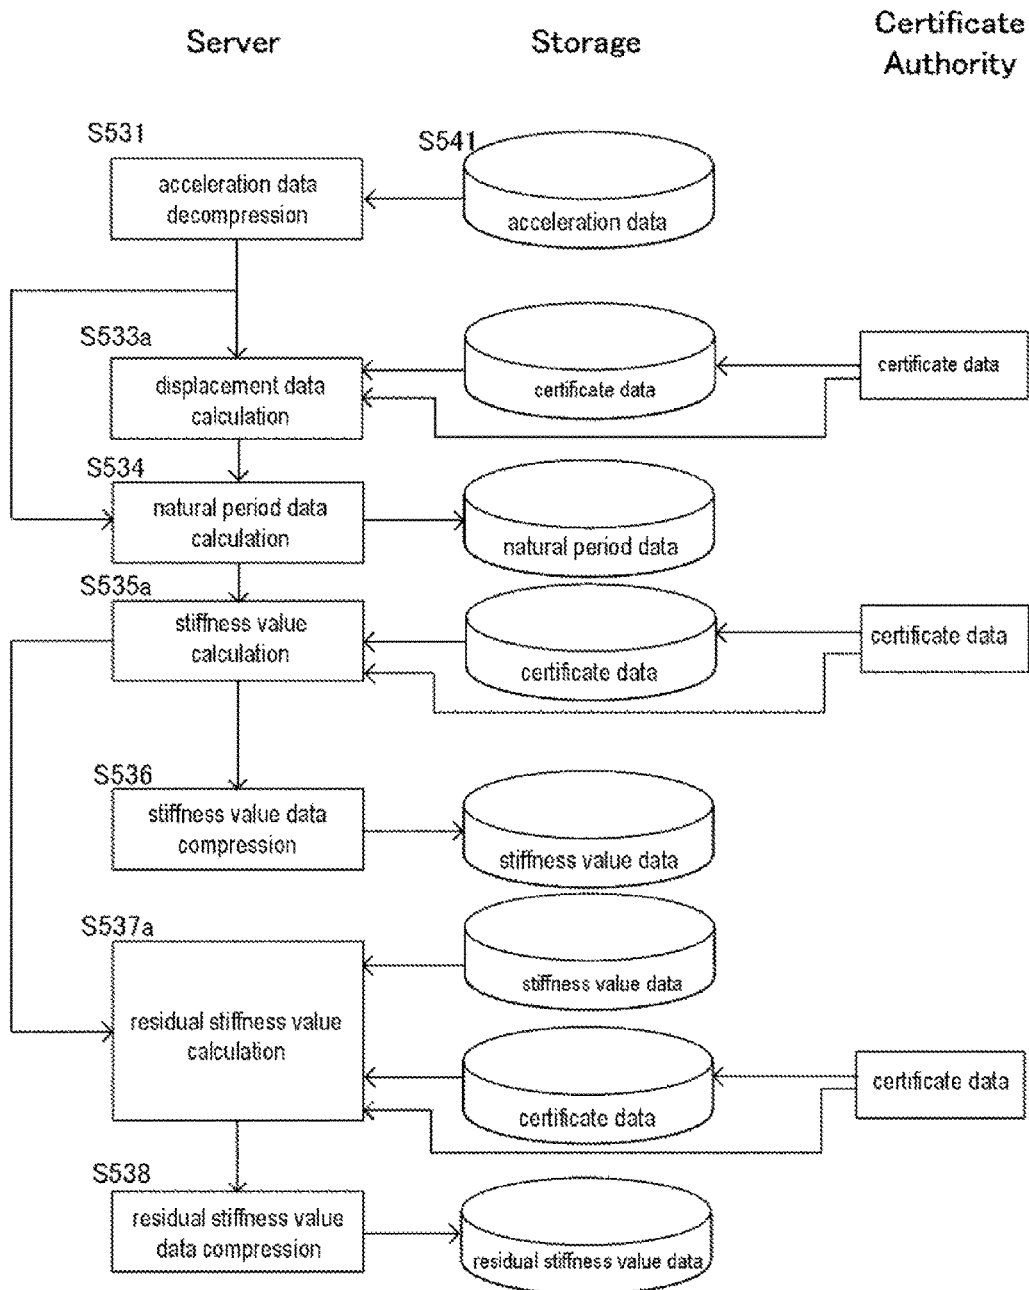 Server
Storage
Certificate
Authority
S531
acceleration data
decompression
S541
acceleration data
S533a
displacement data
calculation
certificate data
certificate data
S534
natural period data
calculation
natural period data
S535a
stiffness value
calculation
certificate data
certificate data
S536
stiffness value data
compression
stiffness value data
S537a
residual stiffness value
calculation
stiffness value data
certificate data
certificate data
S538
residual stiffness value
data compression
residual stiffness value data